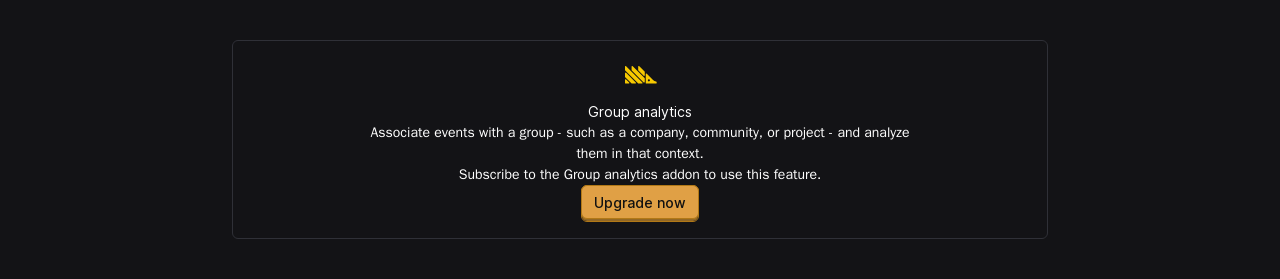 Group analytics
Associate events with a group - such as a company, community, or project - and analyze
them in that context.
Subscribe to the Group analytics addon to use this feature.
Upgrade now